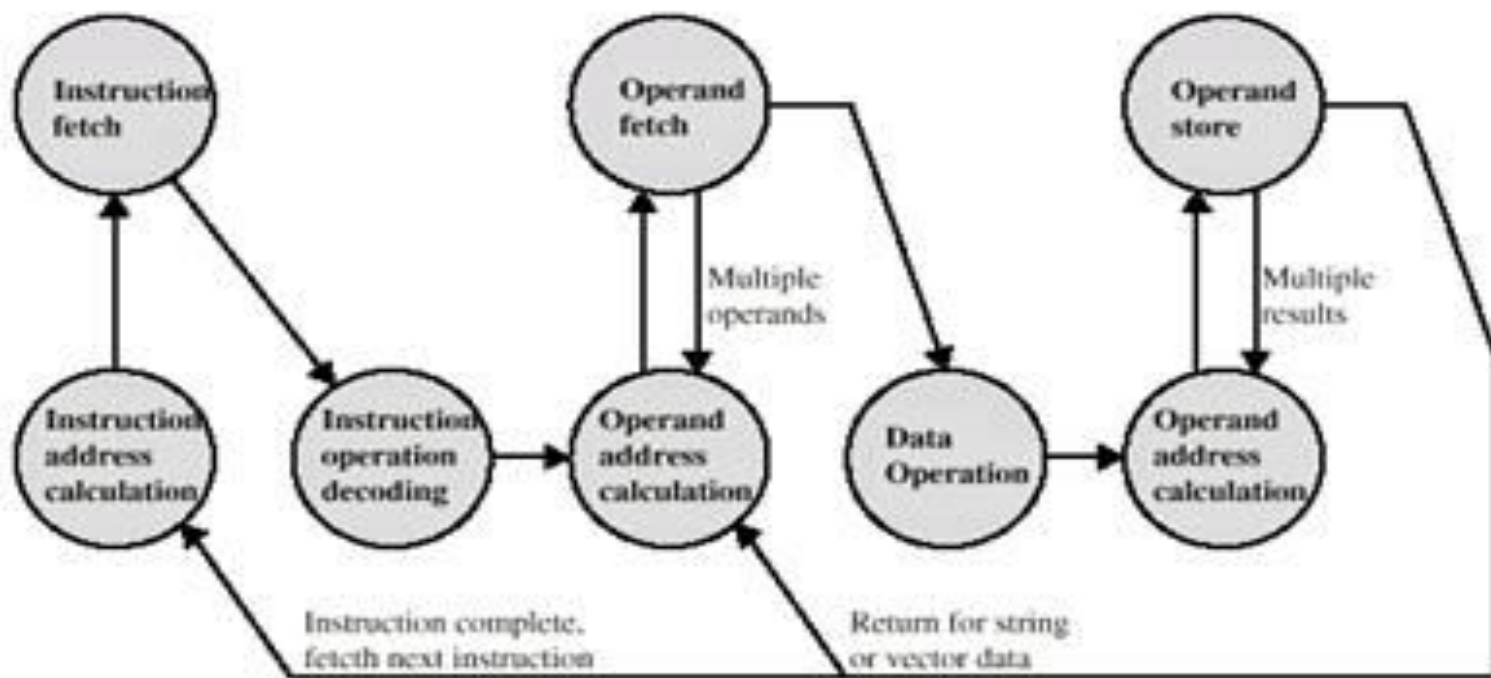 Instruction
fetch
Operand
fetch
Operand
store
Multiple
operands
Multiple
results
Instruction
address
calculation
Instruction
operation
decoding
Operand
address
calculation
Data
Operation
Operand
address
calculation
Instruction complete,
fetcth next instruction
Return for string
or vector data